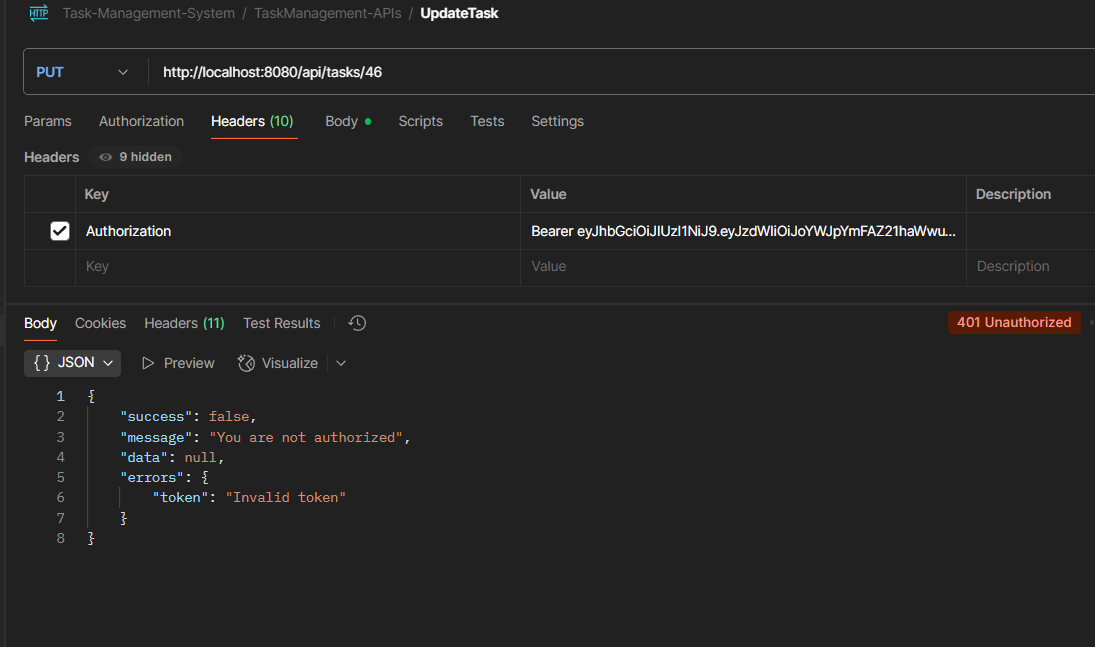 HTTP Task-Management-System / TaskManagement-APIs / UpdateTask
PUT http://localhost:8080/api/tasks/46
Params Authorization Headers (10) Body Scripts Tests Settings
Headers 9 hidden
Key Value Description
Authorization Bearer eyJhbGciOiJIUzI1NiJ9.eyJzdWIiOiJoYWJpYmFAZ21haWwu...
Key Value Description
Body Cookies Headers (11) Test Results 401 Unauthorized
{ } JSON Preview Visualize
1 {
2 "success": false,
3 "message": "You are not authorized",
4 "data": null,
5 "errors": {
6 "token": "Invalid token"
7 }
8 }